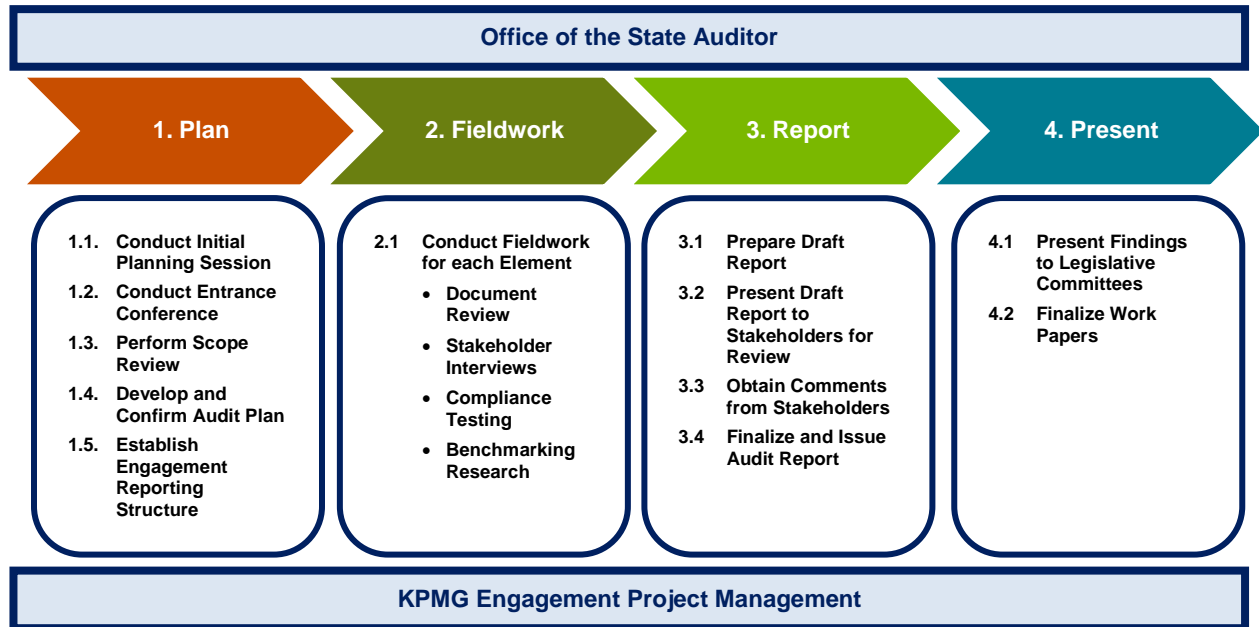 Office of the State Auditor
1. Plan
2. Fieldwork
3. Report
4. Present
1.1. Conduct Initial
Planning Session
1.2. Conduct Entrance
Conference
1.3. Perform Scope
Review
1.4. Develop and
Confirm Audit Plan
1.5. Establish
Engagement
Reporting
Structure
2.1 Conduct Fieldwork
for each Element
• Document
Review
• Stakeholder
Interviews
• Compliance
Testing
• Benchmarking
Research
3.1 Prepare Draft
Report
3.2 Present Draft
Report to
Stakeholders for
Review
3.3 Obtain Comments
from Stakeholders
3.4 Finalize and Issue
Audit Report
4.1 Present Findings
to Legislative
Committees
4.2 Finalize Work
Papers
KPMG Engagement Project Management